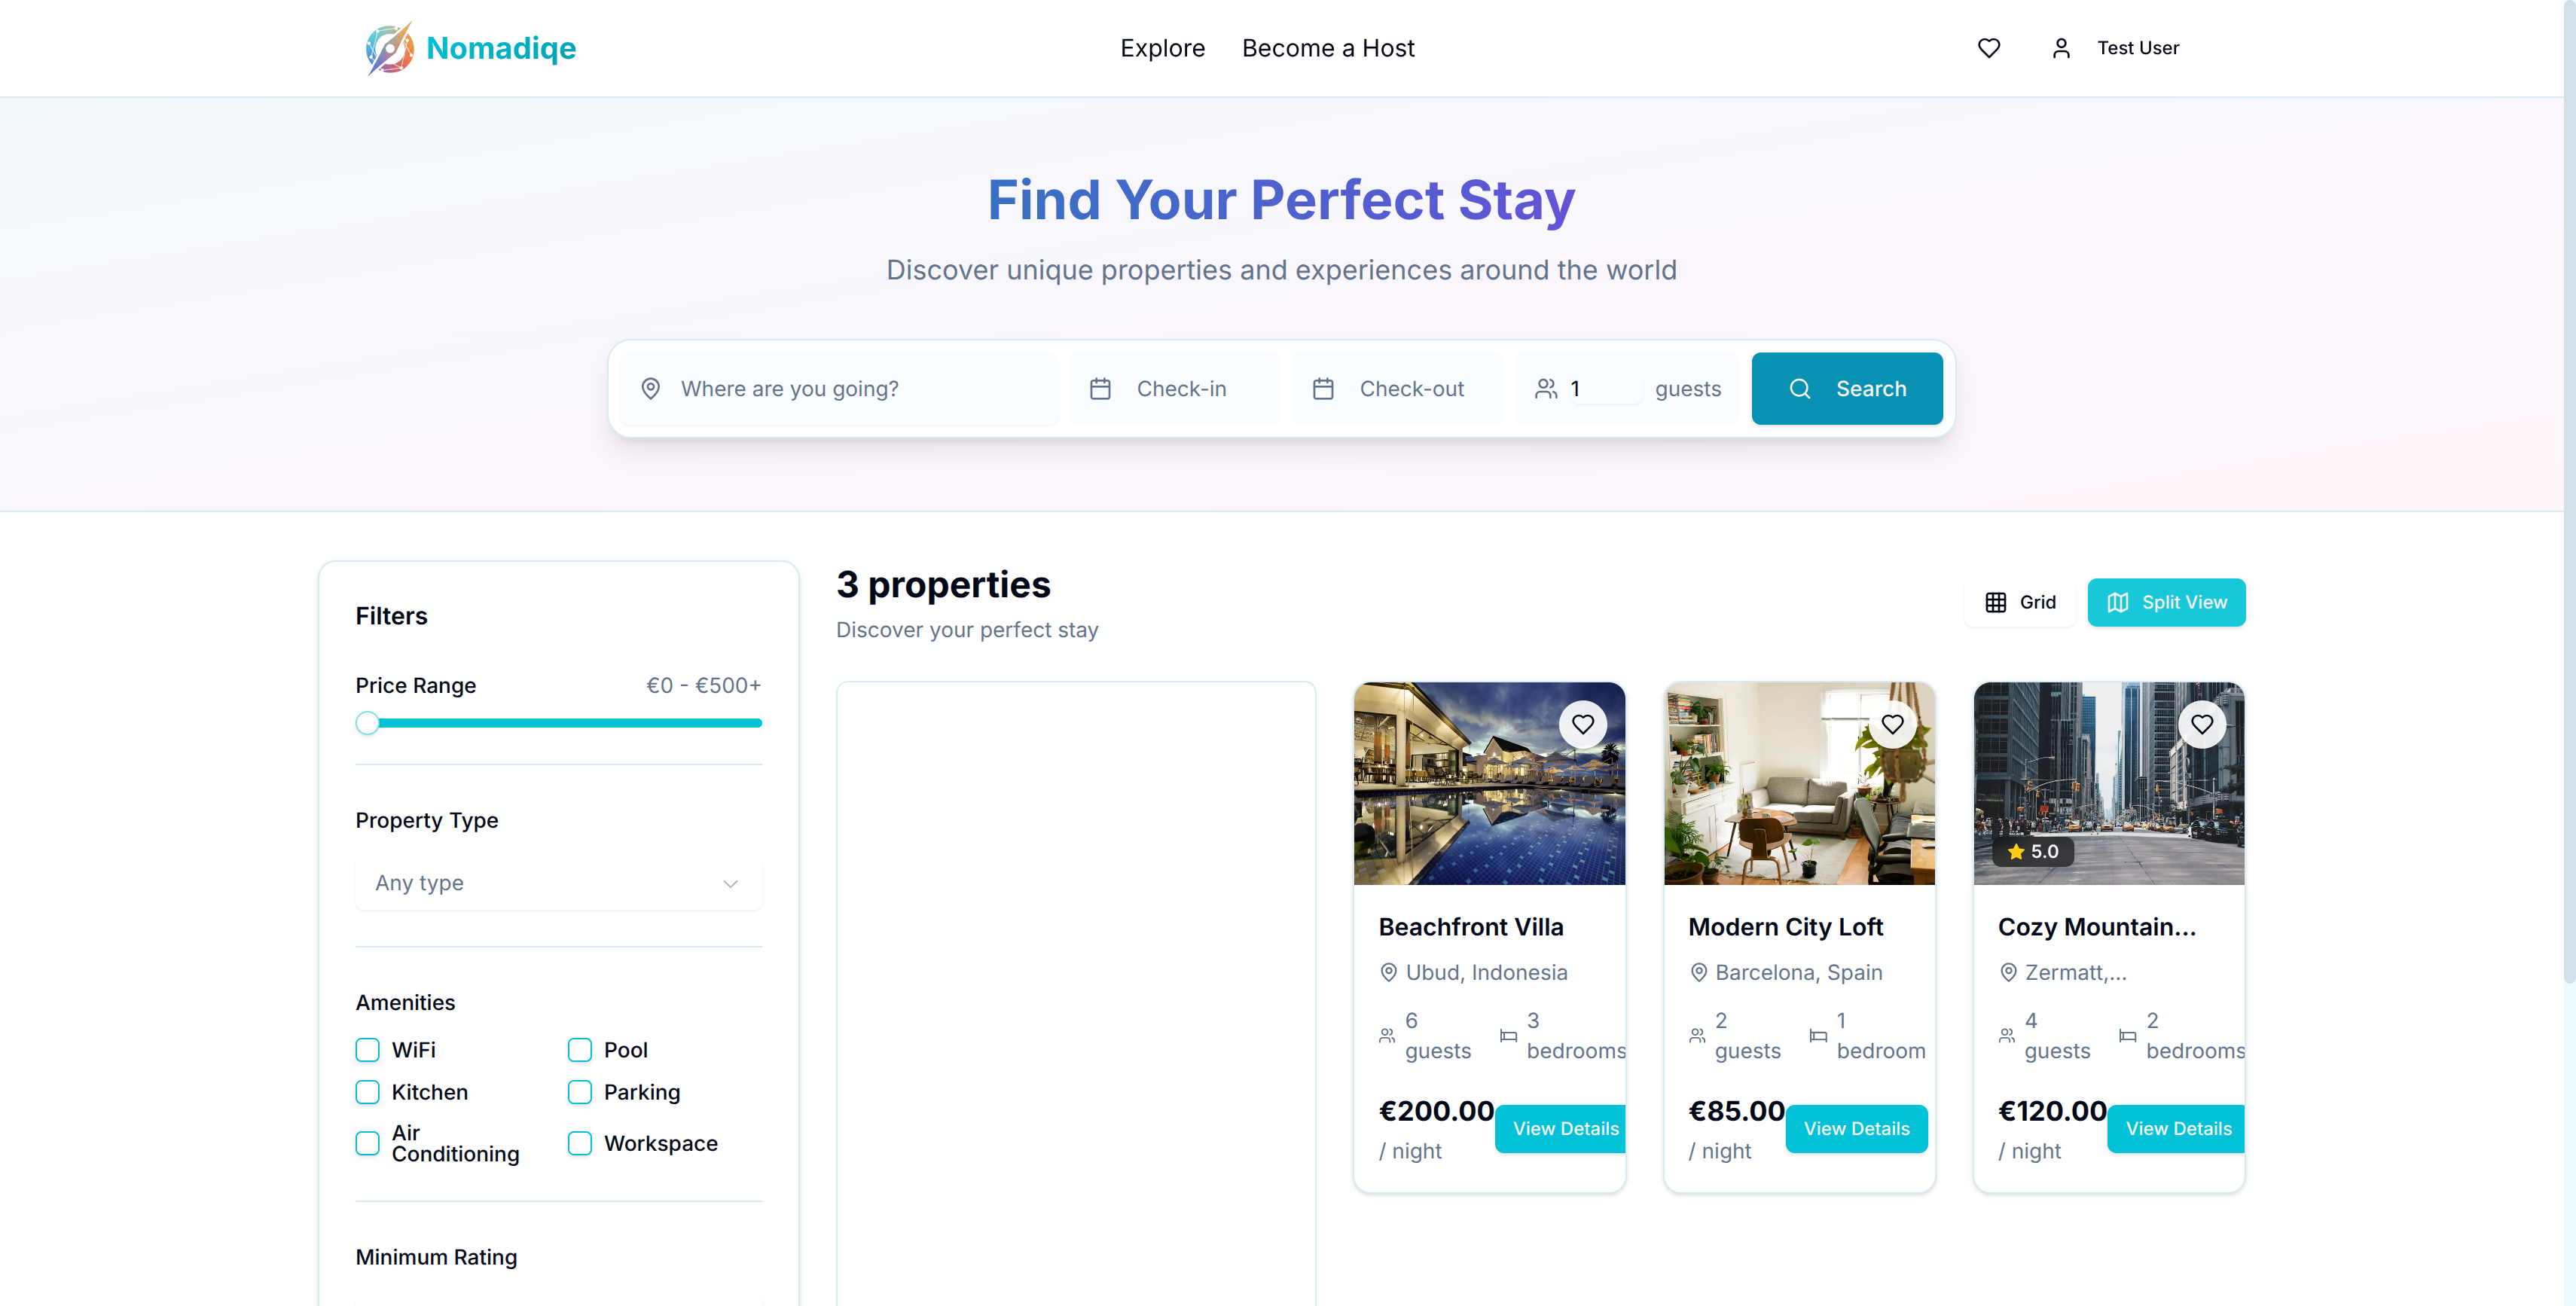 Nomadiqe
Explore
Become a Host
Test User
Find Your Perfect Stay
Discover unique properties and experiences around the world
Where are you going?
Check-in
Check-out
1
guests
Search
Filters
Price Range
€0 - €500+
Property Type
Any type
Amenities
WiFi
Pool
Kitchen
Parking
Air
Conditioning
Workspace
Minimum Rating
3 properties
Discover your perfect stay
Grid
Split View
Beachfront Villa
Ubud, Indonesia
6
guests
3
bedrooms
€200.00
/ night
View Details
Modern City Loft
Barcelona, Spain
2
guests
1
bedroom
€85.00
/ night
View Details
5.0
Cozy Mountain...
Zermatt,...
4
guests
2
bedrooms
€120.00
/ night
View Details